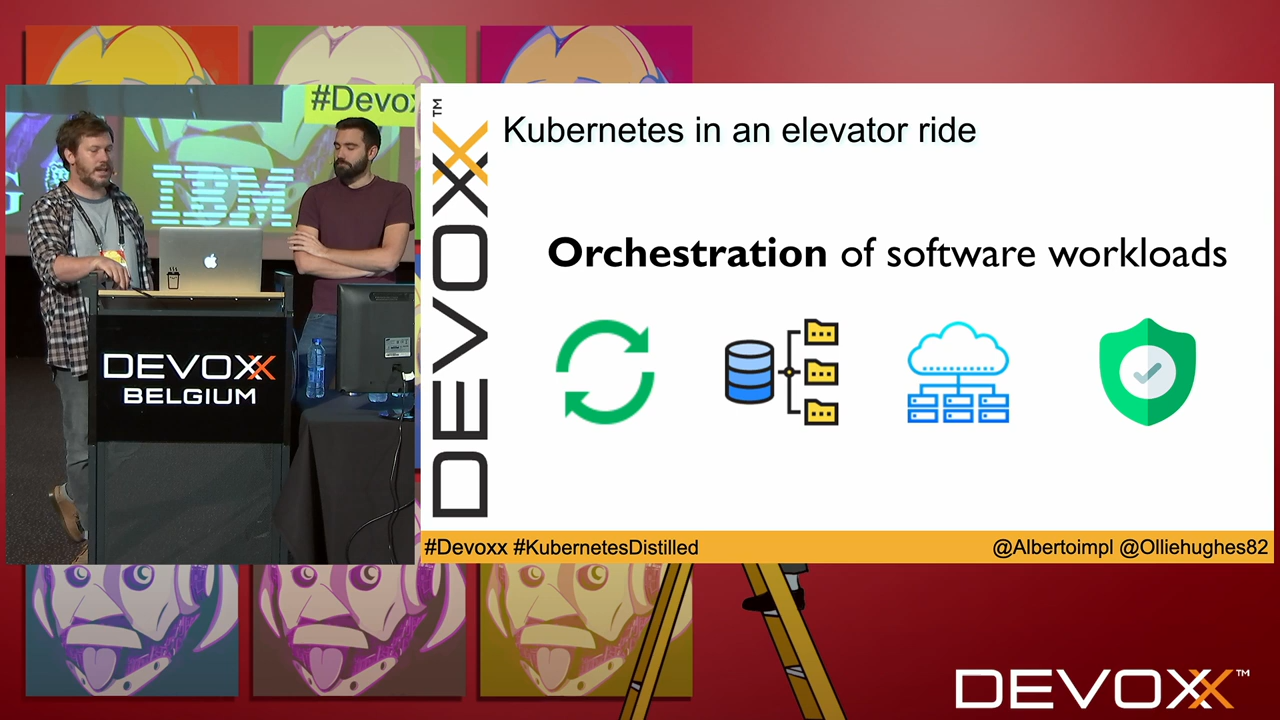 #Devox
G
IBM
DEVOXX
BELGIUM
DEVOXX™
Kubernetes in an elevator ride
Orchestration of software workloads
#Devoxx #KubernetesDistilled
@Albertoimpl @Olliehughes82
DEVOXX™